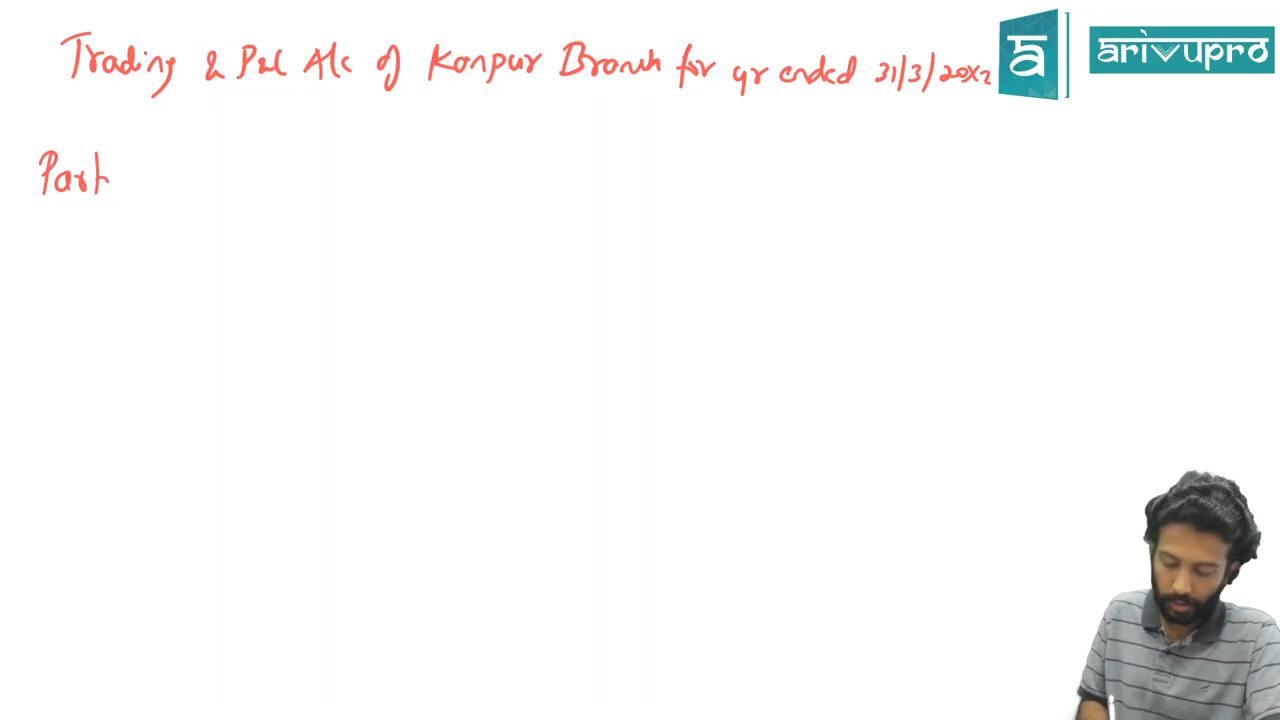 Trading & P&L A/c of Kanpur Branch for yr ended 31/3/20x2
arivupro
Part